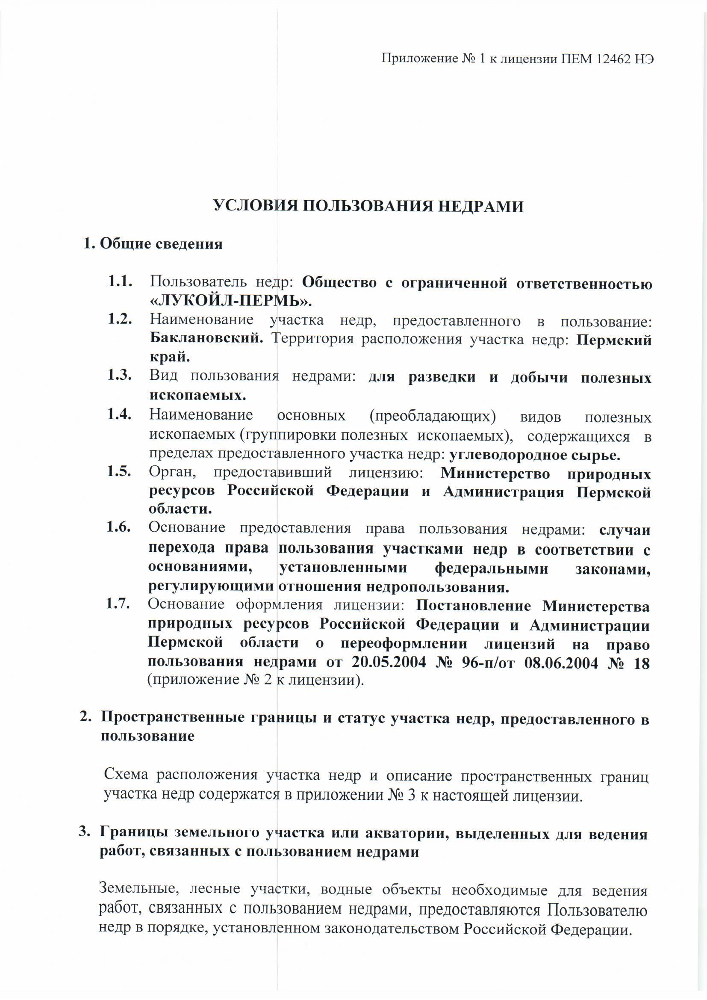 Приложение № 1 к лицензии ПЕМ 12462 НЭ
УСЛОВИЯ ПОЛЬЗОВАНИЯ НЕДРАМИ
1. Общие сведения
1.1. Пользователь недр: Общество с ограниченной ответственностью
«ЛУКОЙЛ-ПЕРМЬ».
1.2. Наименование участка недр, предоставленного в пользование:
Баклановский. Территория расположения участка недр: Пермский
край.
1.3. Вид пользования недрами: для разведки и добычи полезных
ископаемых.
1.4. Наименование основных (преобладающих) видов полезных
ископаемых (группировки полезных ископаемых), содержащихся в
пределах предоставленного участка недр: углеводородное сырье.
1.5. Орган, предоставивший лицензию: Министерство природных
ресурсов Российской Федерации и Администрация Пермской
области.
1.6. Основание предоставления права пользования недрами: случаи
перехода права пользования участками недр в соответствии с
основаниями, установленными федеральными законами,
регулирующими отношения недропользования.
1.7. Основание оформления лицензии: Постановление Министерства
природных ресурсов Российской Федерации и Администрации
Пермской области о переоформлении лицензий на право
пользования недрами от 20.05.2004 № 96-п/от 08.06.2004 № 18
(приложение № 2 к лицензии).
2. Пространственные границы и статус участка недр, предоставленного в
пользование
Схема расположения участка недр и описание пространственных границ
участка недр содержатся в приложении № 3 к настоящей лицензии.
3. Границы земельного участка или акватории, выделенных для ведения
работ, связанных с пользованием недрами
Земельные, лесные участки, водные объекты необходимые для ведения
работ, связанных с пользованием недрами, предоставляются Пользователю
недр в порядке, установленном законодательством Российской Федерации.